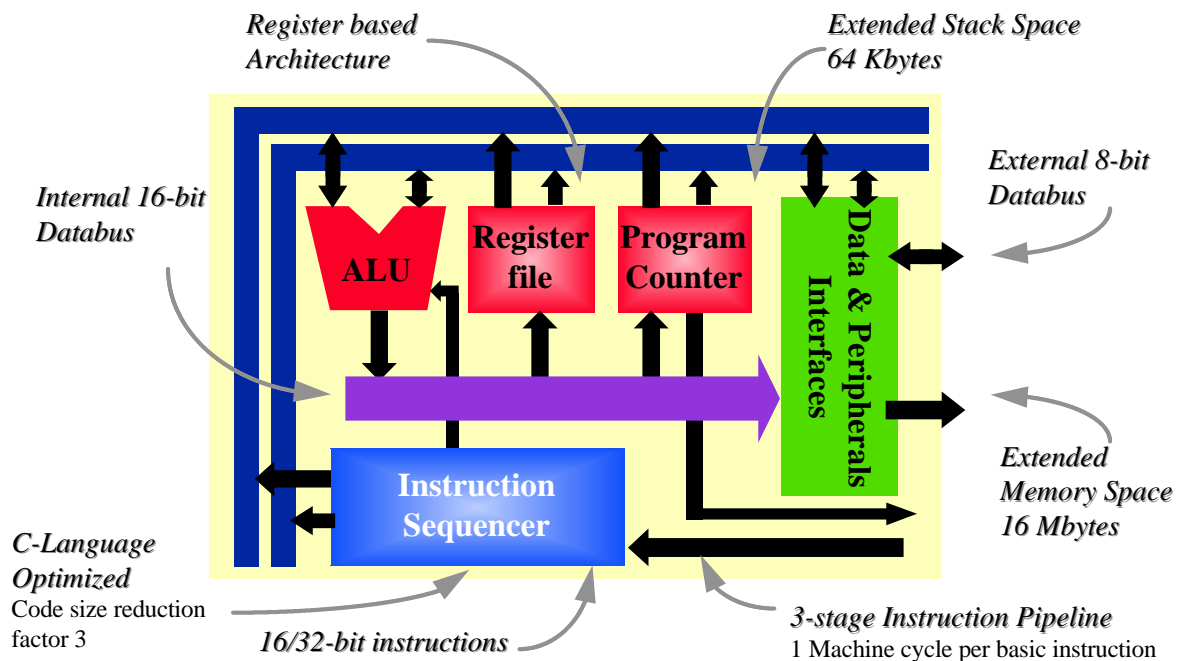 Register based
Architecture
Extended Stack Space
64 Kbytes
Internal 16-bit
Databus
External 8-bit
Databus
ALU
Register
file
Program
Counter
Data & Peripherals
Interfaces
Instruction
Sequencer
Extended
Memory Space
16 Mbytes
C-Language
Optimized
Code size reduction
factor 3
16/32-bit instructions
3-stage Instruction Pipeline
1 Machine cycle per basic instruction